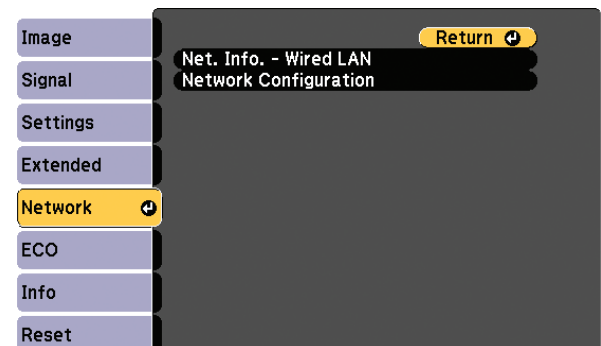 Image
Signal
Settings
Extended
Network
ECO
Info
Reset
Return
Net. Info. - Wired LAN
Network Configuration